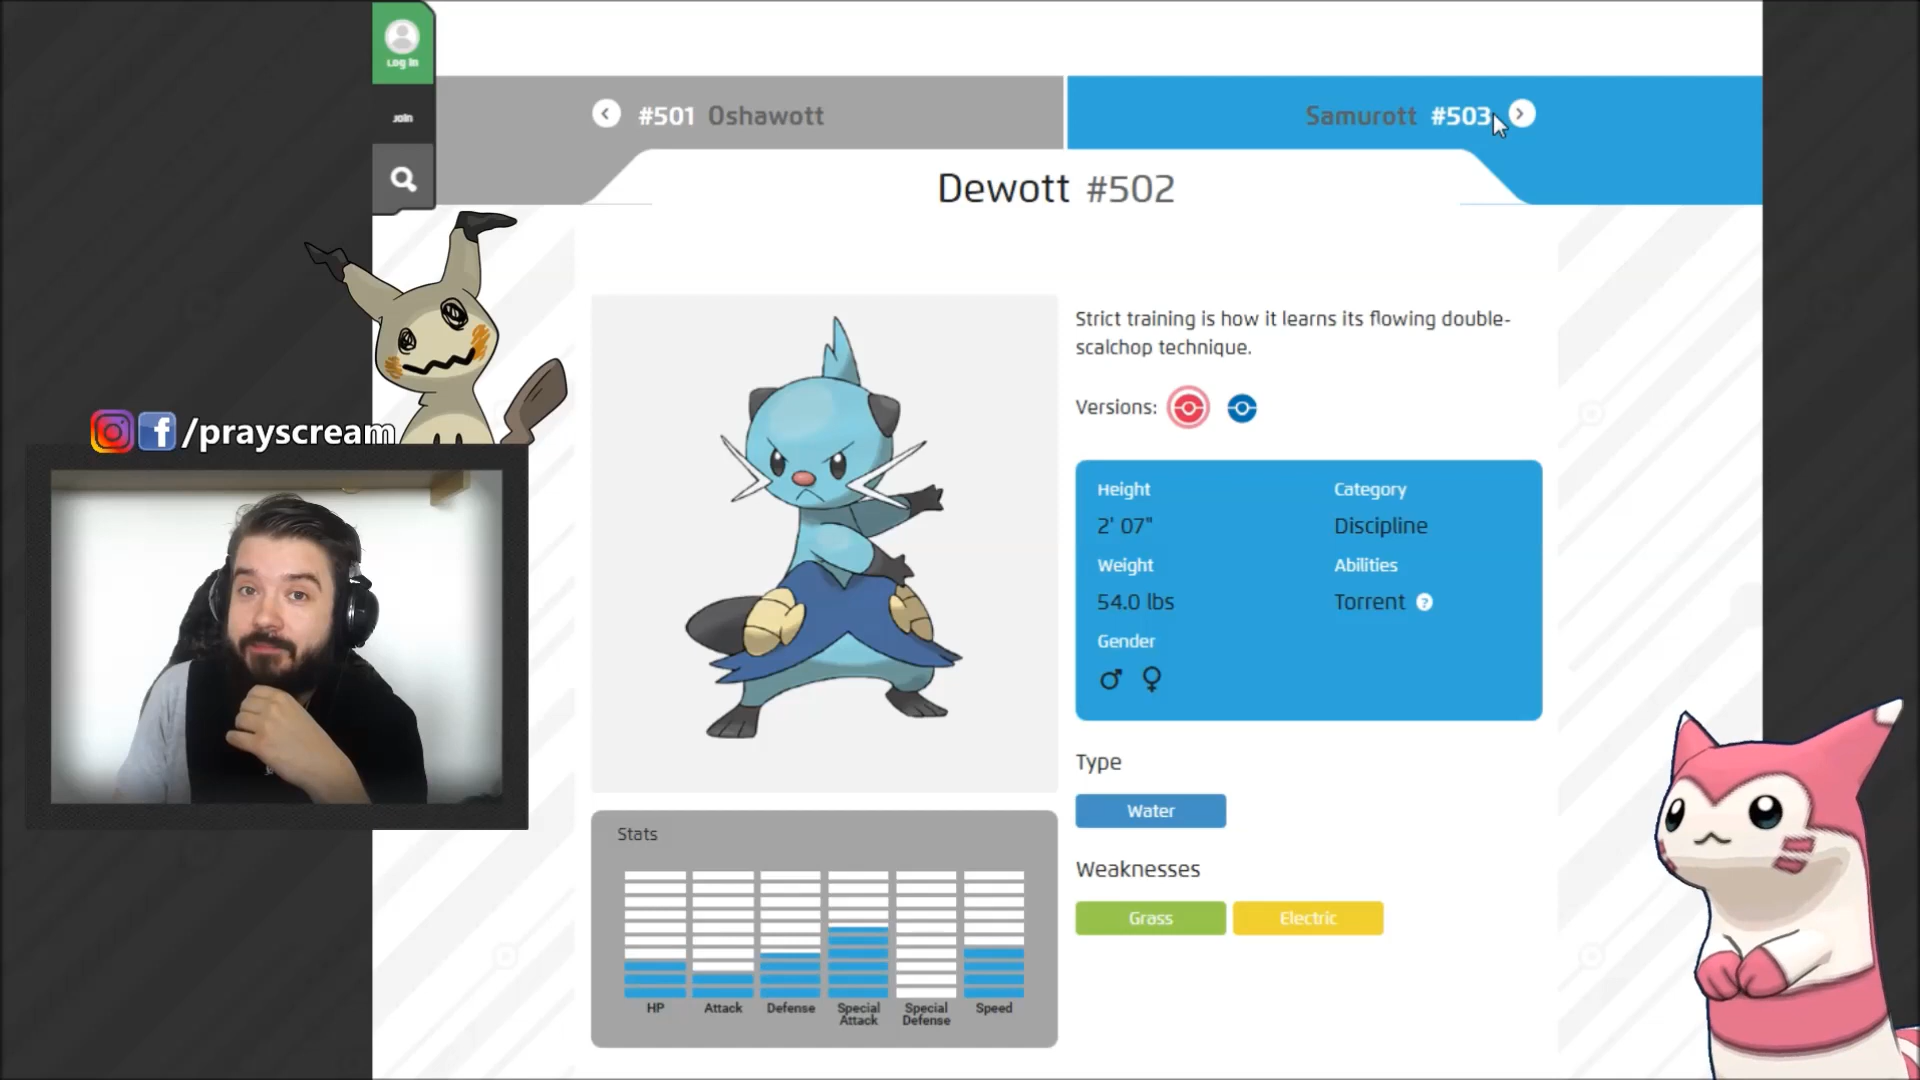 LOG IN
JOIN
#501 Oshawott
Samurott #503
Dewott #502
Strict training is how it learns its flowing double-
scalchop technique.
Versions:
Height
2' 07"
Weight
54.0 lbs
Gender
Category
Discipline
Abilities
Torrent ?
Type
Water
Weaknesses
Grass Electric
/prayscream
Stats
HP Attack Defense Special Attack Special Defense Speed